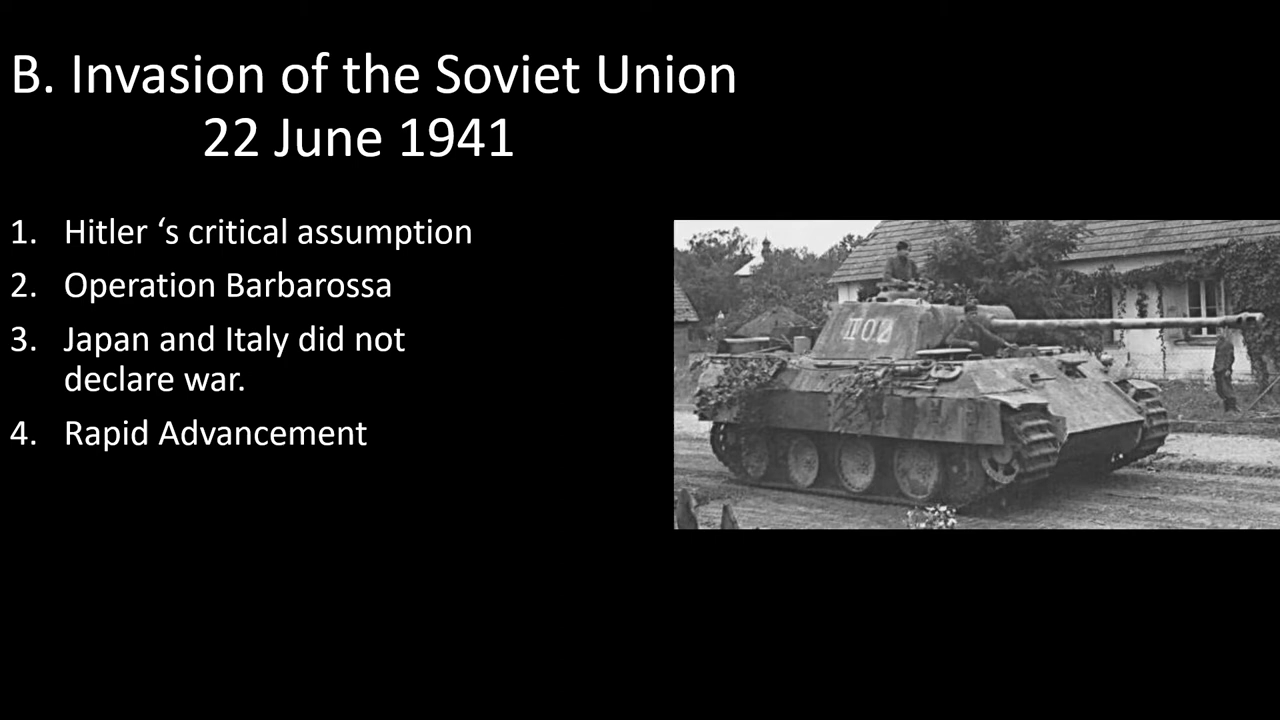 B. Invasion of the Soviet Union
22 June 1941
1. Hitler ‘s critical assumption
2. Operation Barbarossa
3. Japan and Italy did not
declare war.
4. Rapid Advancement
II02